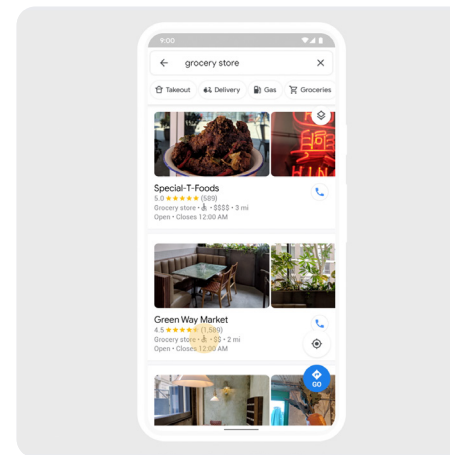 9:00
grocery store
Takeout Delivery Gas Groceries
Special-T-Foods
5.0 ★★★★★ (589)
Grocery store • ♿ • $$$$ • 3 mi
Open • Closes 12:00 AM
Green Way Market
4.5 ★★★★★ (1,589)
Grocery store • ♿ • $$ • 2 mi
Open • Closes 12:00 AM
GO